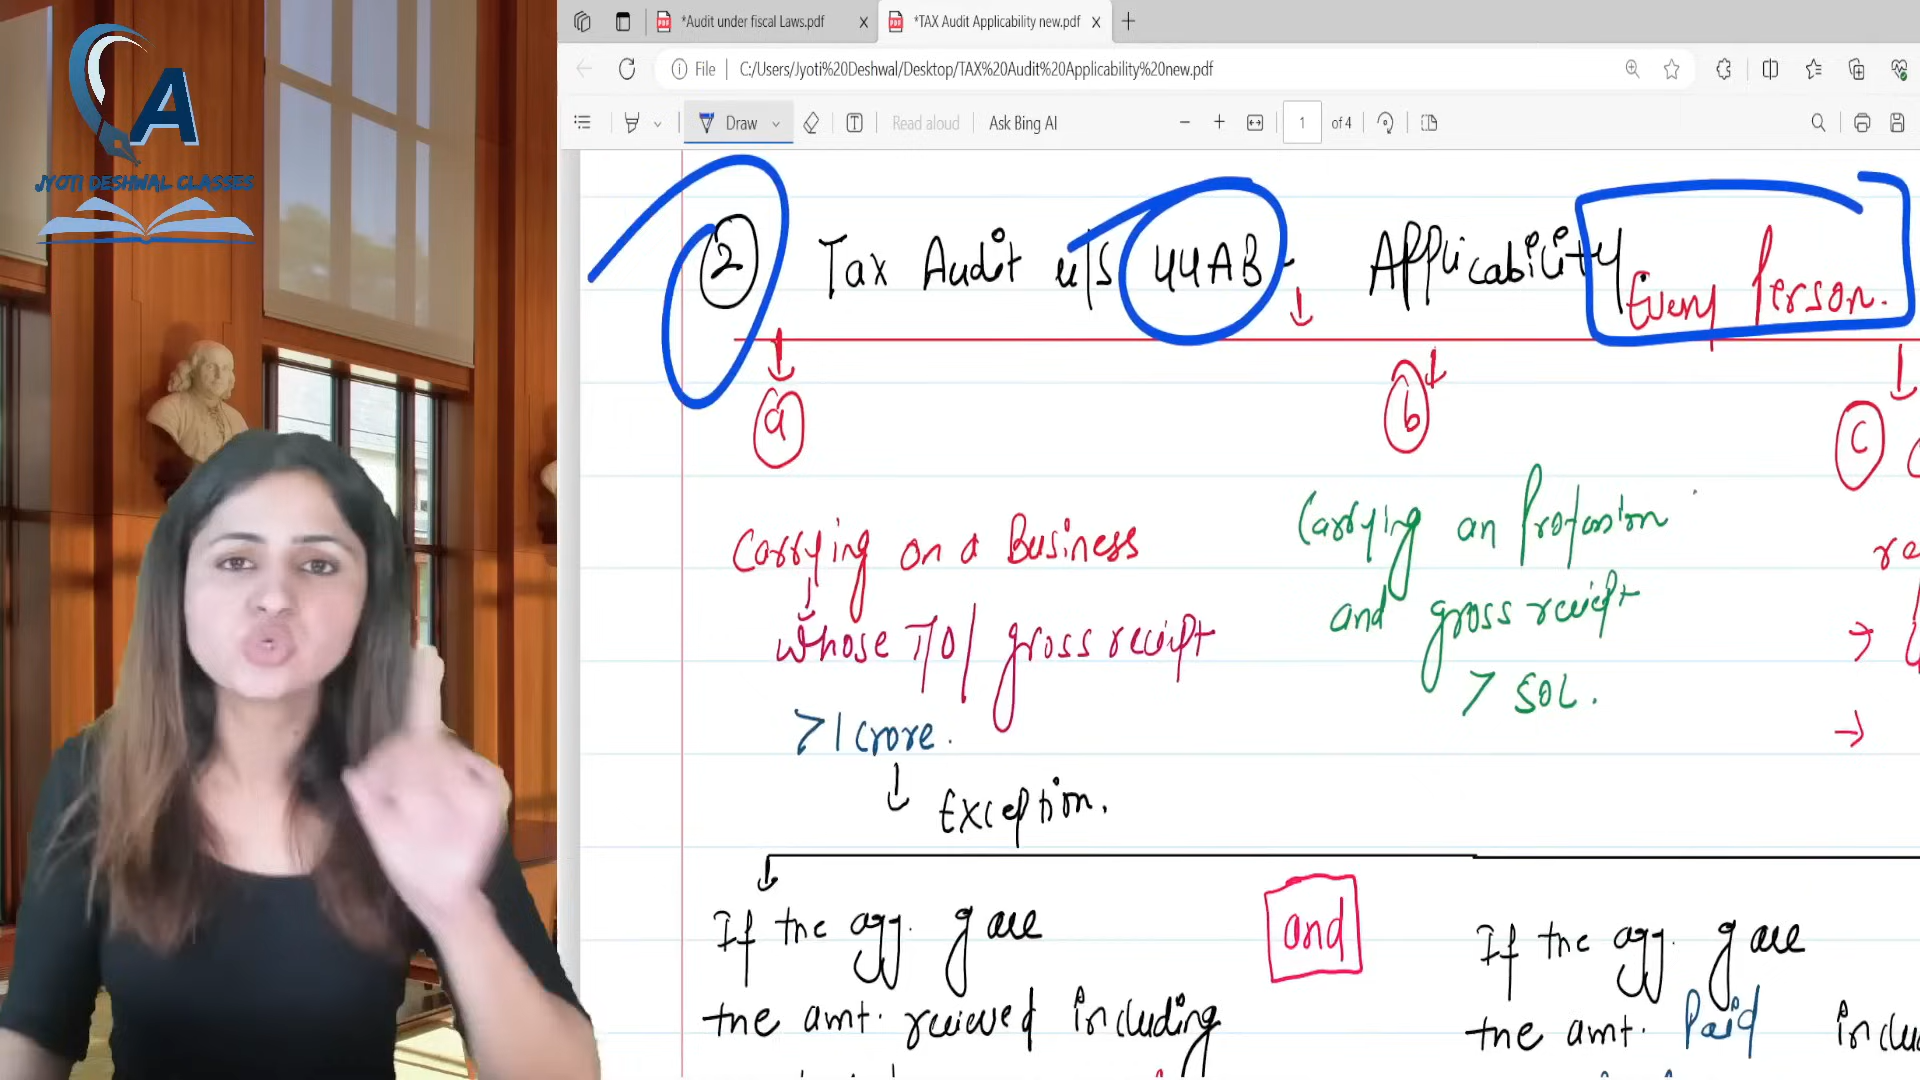 *Audit under fiscal Laws.pdf
*TAX Audit Applicability new.pdf
File
C:/Users/Jyoti%20Deshwal/Desktop/TAX%20Audit%20Applicability%20new.pdf
Draw
Read aloud
Ask Bing AI
1
of 4
CA
JYOTI DESHWAL CLASSES
② Tax Audit u/s 44AB - Applicability
Every Person.
ⓐ
Carrying on a Business
whose T/O/ gross receipt
> 1 crore.
Exception.
ⓑ
Carrying on Profession
and gross receipt
> 50L.
ⓒ
If the agg. of all
the amt. received including
and
If the agg. of all
the amt. Paid